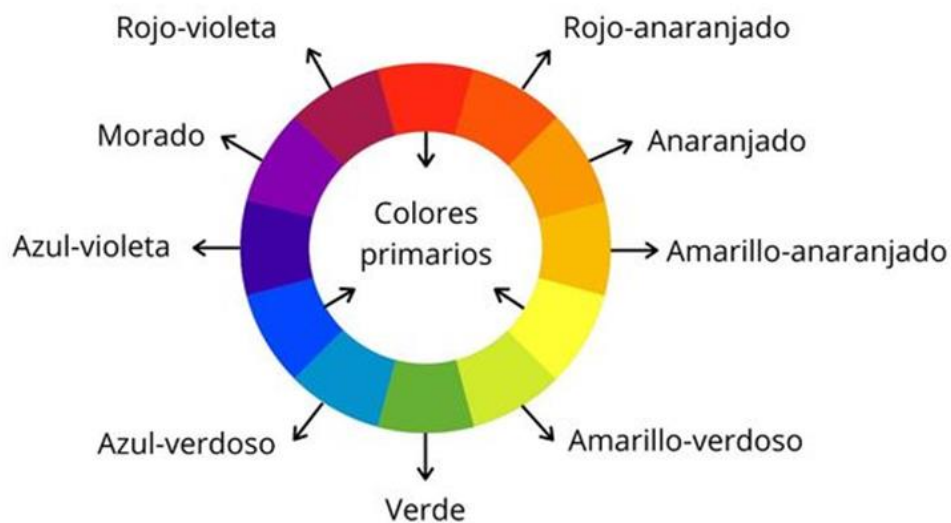 Rojo-violeta
Rojo-anaranjado
Morado
Anaranjado
Colores
primarios
Azul-violeta
Amarillo-anaranjado
Azul-verdoso
Amarillo-verdoso
Verde